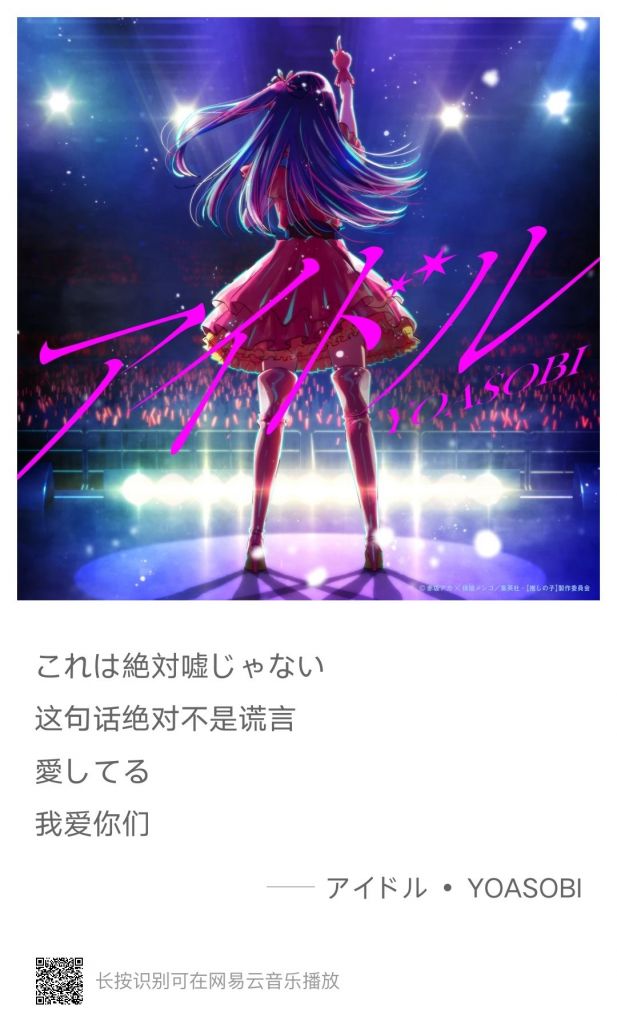 アイドル
YOASOBI
© 赤坂アカ×横槍メンゴ／集英社・【推しの子】製作委員会
これは絶対嘘じゃない
这句话绝对不是谎言
愛してる
我爱你们
—— アイドル • YOASOBI
长按识别可在网易云音乐播放